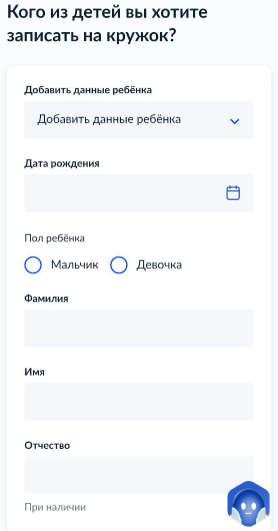 Кого из детей вы хотите
записать на кружок?
Добавить данные ребёнка
Добавить данные ребёнка
Дата рождения
Пол ребёнка
Мальчик Девочка
Фамилия
Имя
Отчество
При наличии